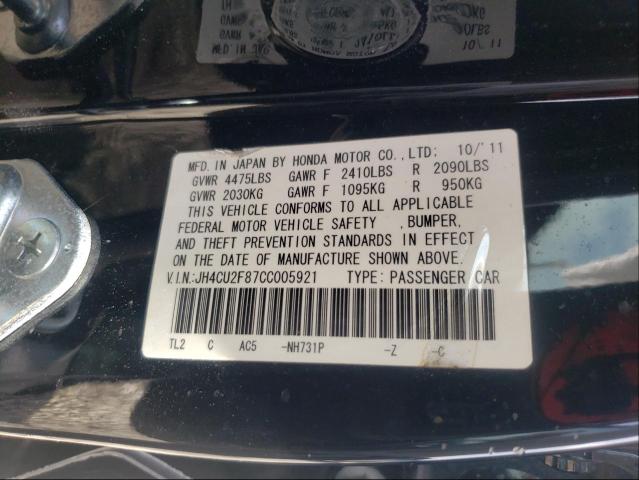 MFD. IN JAPAN BY HONDA MOTOR CO.,LTD; 10/'11
GVWR 4475LBS GAWR F 2410LBS R 2090LBS
GVWR 2030KG GAWR F 1095KG R 950KG
THIS VEHICLE CONFORMS TO ALL APPLICABLE
FEDERAL MOTOR VEHICLE SAFETY , BUMPER,
AND THEFT PREVENTION STANDARDS IN EFFECT
ON THE DATE OF MANUFACTURE SHOWN ABOVE.
V.I.N.:JH4CU2F87CC005921 TYPE: PASSENGER CAR
TL2 C AC5 -NH731P -Z -C